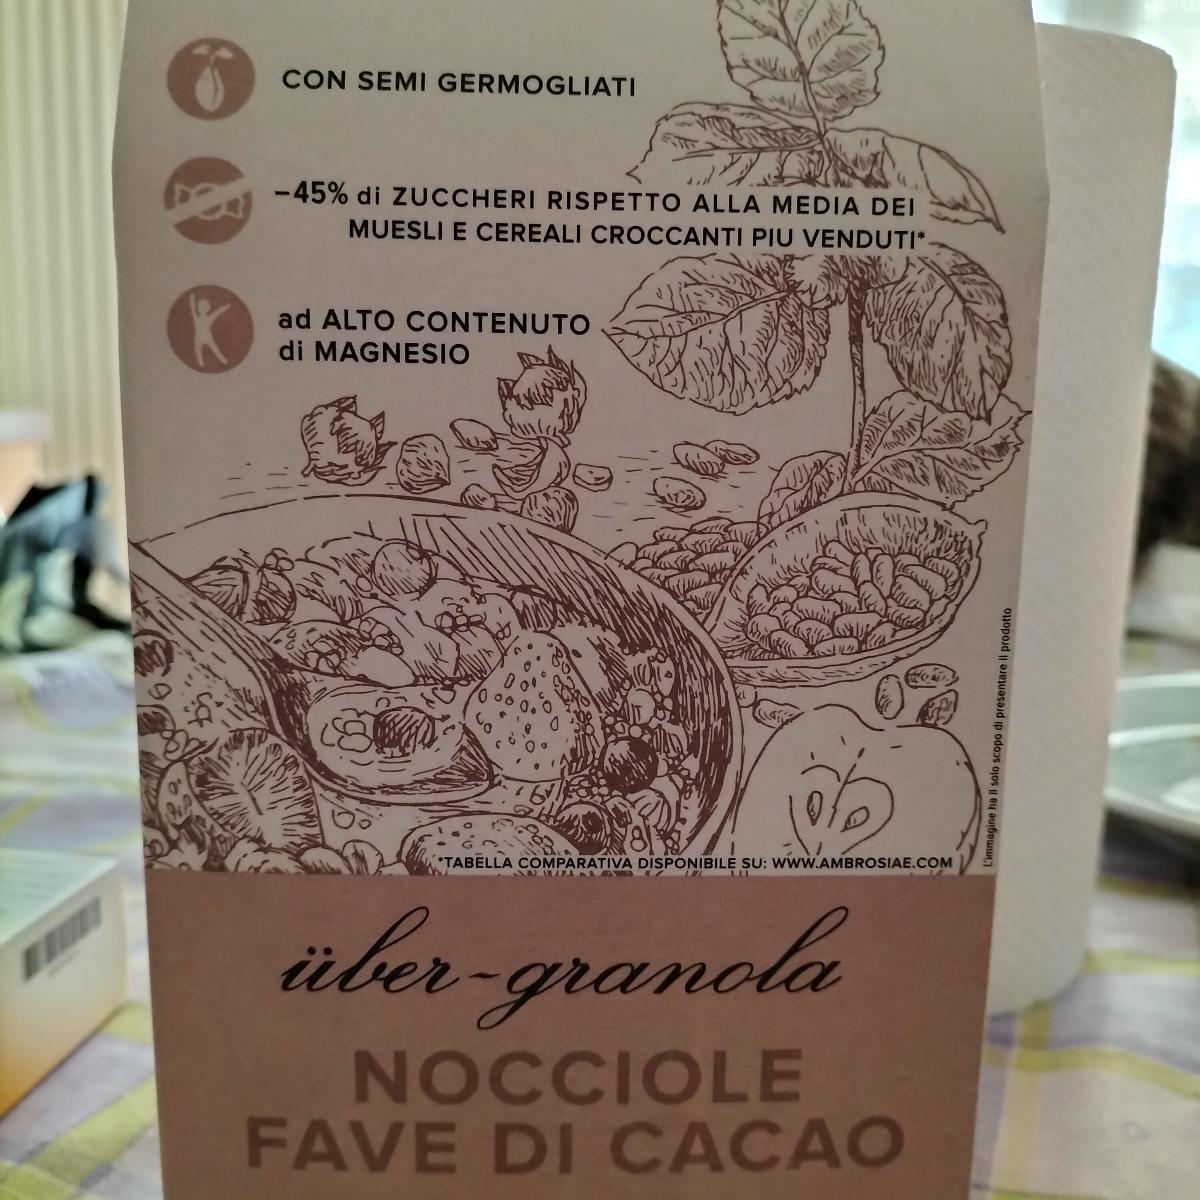 CON SEMI GERMOGLIATI
-45% di ZUCCHERI RISPETTO ALLA MEDIA DEI
MUESLI E CEREALI CROCCANTI PIU VENDUTI*
ad ALTO CONTENUTO
di MAGNESIO
L'immagine ha il solo scopo di presentare il prodotto
*TABELLA COMPARATIVA DISPONIBILE SU: WWW.AMBROSIAE.COM
über-granola
NOCCIOLE
FAVE DI CACAO